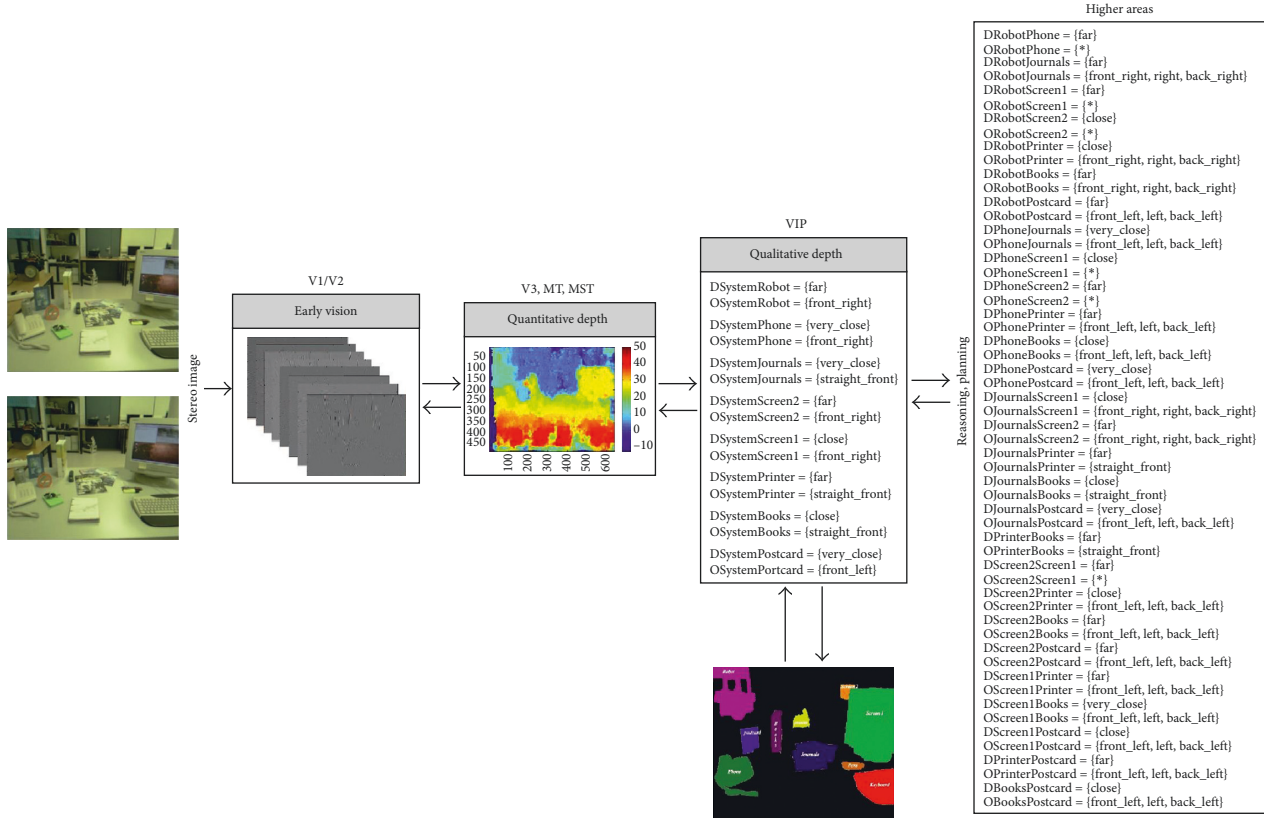 Stereo image
V1/V2
Early vision
V3, MT, MST
Quantitative depth
50
100
150
200
250
300
350
400
450
100
200
300
400
500
600
50
40
30
20
10
0
−10
VIP
Qualitative depth
DSystemRobot = {far}
OSystemRobot = {front_right}
DSystemPhone = {very_close}
OSystemPhone = {front_right}
DSystemJournals = {very_close}
OSystemJournals = {straight_front}
DSystemScreen2 = {far}
OSystemScreen2 = {front_right}
DSystemScreen1 = {close}
OSystemScreen1 = {front_right}
DSystemPrinter = {far}
OSystemPrinter = {straight_front}
DSystemBooks = {close}
OSystemBooks = {straight_front}
DSystemPostcard = {very_close}
OSystemPortcard = {front_left}
Robot
Screen 2
Screen 1
Postcard
Books
Journals
Phone
Keyboard
Reasoning, planning
Higher areas
DRobotPhone = {far}
ORobotPhone = {*}
DRobotJournals = {far}
ORobotJournals = {front_right, right, back_right}
DRobotScreen1 = {far}
ORobotScreen1 = {*}
DRobotScreen2 = {close}
ORobotScreen2 = {*}
DRobotPrinter = {close}
ORobotPrinter = {front_right, right, back_right}
DRobotBooks = {far}
ORobotBooks = {front_right, right, back_right}
DRobotPostcard = {far}
ORobotPostcard = {front_left, left, back_left}
DPhoneJournals = {very_close}
OPhoneJournals = {front_left, left, back_left}
DPhoneScreen1 = {close}
OPhoneScreen1 = {*}
DPhoneScreen2 = {far}
OPhoneScreen2 = {*}
DPhonePrinter = {far}
OPhonePrinter = {front_left, left, back_left}
DPhoneBooks = {close}
OPhoneBooks = {front_left, left, back_left}
DPhonePostcard = {very_close}
OPhonePostcard = {front_left, left, back_left}
DJournalsScreen1 = {close}
OJournalsScreen1 = {front_right, right, back_right}
DJournalsScreen2 = {far}
OJournalsScreen2 = {front_right, right, back_right}
DJournalsPrinter = {far}
OJournalsPrinter = {straight_front}
DJournalsBooks = {close}
OJournalsBooks = {straight_front}
DJournalsPostcard = {very_close}
OJournalsPostcard = {front_left, left, back_left}
DPrinterBooks = {far}
OPrinterBooks = {straight_front}
DScreen2Screen1 = {far}
OScreen2Screen1 = {*}
DScreen2Printer = {close}
OScreen2Printer = {front_left, left, back_left}
DScreen2Books = {far}
OScreen2Books = {front_left, left, back_left}
DScreen2Postcard = {far}
OScreen2Postcard = {front_left, left, back_left}
DScreen1Printer = {far}
OScreen1Printer = {front_left, left, back_left}
DScreen1Books = {very_close}
OScreen1Books = {front_left, left, back_left}
DScreen1Postcard = {close}
OScreen1Postcard = {front_left, left, back_left}
DPrinterPostcard = {far}
OPrinterPostcard = {front_left, left, back_left}
DBooksPostcard = {close}
OBooksPostcard = {front_left, left, back_left}